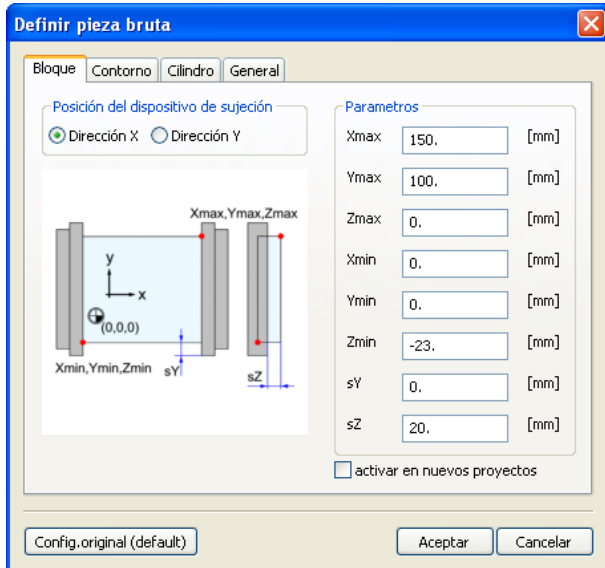 Definir pieza bruta
Bloque Contorno Cilindro General
Posición del dispositivo de sujeción
Dirección X Dirección Y
Xmax,Ymax,Zmax
y
x
(0,0,0)
Xmin,Ymin,Zmin
sY
sZ
Parametros
Xmax 150. [mm]
Ymax 100. [mm]
Zmax 0. [mm]
Xmin 0. [mm]
Ymin 0. [mm]
Zmin -23. [mm]
sY 0. [mm]
sZ 20. [mm]
activar en nuevos proyectos
Config.original (default) Aceptar Cancelar